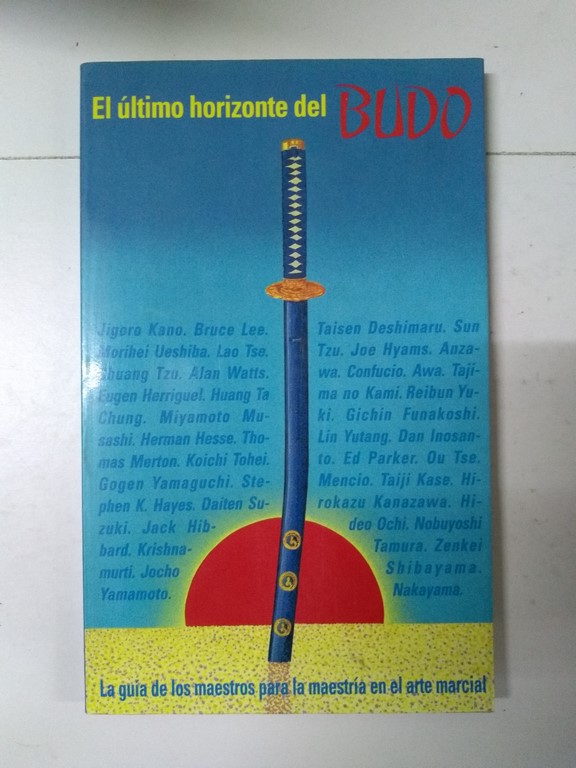 El último horizonte del BUDO
Jigoro Kano. Bruce Lee.
Morihei Ueshiba. Lao Tse.
Chuang Tzu. Alan Watts.
Eugen Herriguel. Huang Ta
Chung. Miyamoto Mu-
sashi. Herman Hesse. Tho-
mas Merton. Koichi Tohei.
Gogen Yamaguchi. Ste-
phen K. Hayes. Daiten Su-
zuki. Jack Hib-
bard. Krishna-
murti. Jocho
Yamamoto.
Taisen Deshimaru. Sun
Tzu. Joe Hyams. Anza-
wa. Confucio. Awa. Taji-
ma no Kami. Reibun Yu-
ki. Gichin Funakoshi.
Lin Yutang. Dan Inosan-
to. Ed Parker. Ou Tse.
Mencio. Taiji Kase. Hi-
rokazu Kanazawa. Hi-
deo Ochi. Nobuyoshi
Tamura. Zenkei
Shibayama.
Nakayama.
La guía de los maestros para la maestría en el arte marcial